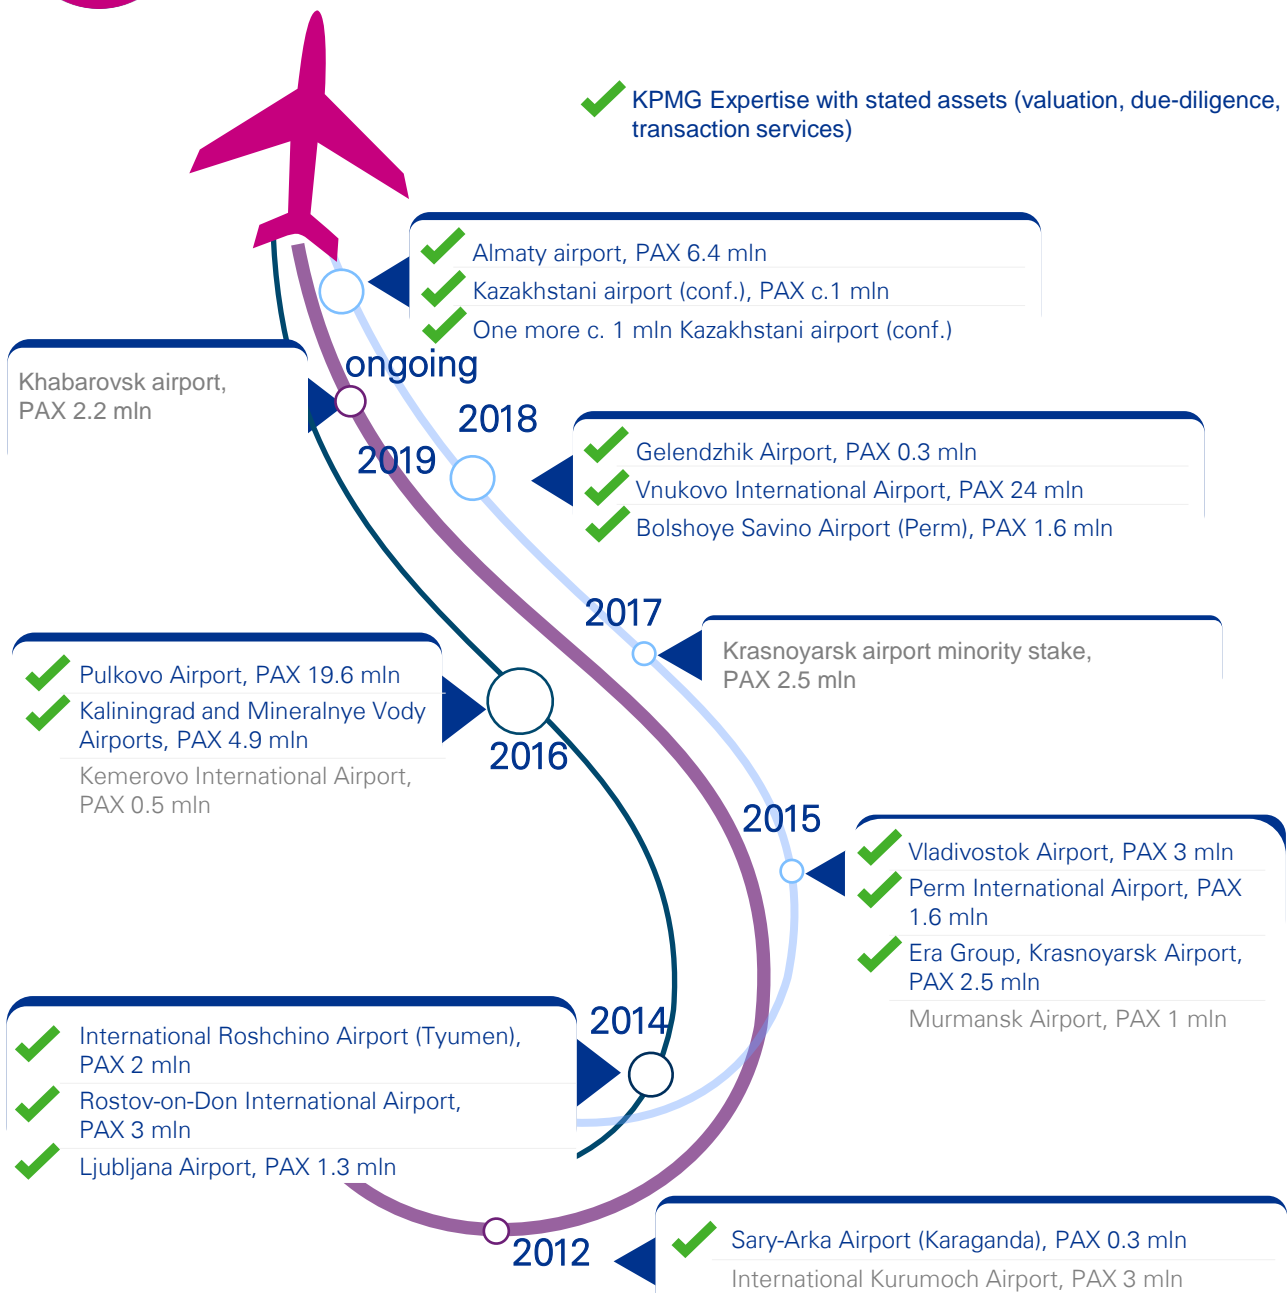 KPMG Expertise with stated assets (valuation, due-diligence,
transaction services)
Almaty airport, PAX 6.4 mln
Kazakhstani airport (conf.), PAX c.1 mln
One more c. 1 mln Kazakhstani airport (conf.)
ongoing
Khabarovsk airport,
PAX 2.2 mln
2019
2018
Gelendzhik Airport, PAX 0.3 mln
Vnukovo International Airport, PAX 24 mln
Bolshoye Savino Airport (Perm), PAX 1.6 mln
2017
Krasnoyarsk airport minority stake,
PAX 2.5 mln
Pulkovo Airport, PAX 19.6 mln
Kaliningrad and Mineralnye Vody
Airports, PAX 4.9 mln
Kemerovo International Airport,
PAX 0.5 mln
2016
2015
Vladivostok Airport, PAX 3 mln
Perm International Airport, PAX
1.6 mln
Era Group, Krasnoyarsk Airport,
PAX 2.5 mln
Murmansk Airport, PAX 1 mln
2014
International Roshchino Airport (Tyumen),
PAX 2 mln
Rostov-on-Don International Airport,
PAX 3 mln
Ljubljana Airport, PAX 1.3 mln
2012
Sary-Arka Airport (Karaganda), PAX 0.3 mln
International Kurumoch Airport, PAX 3 mln